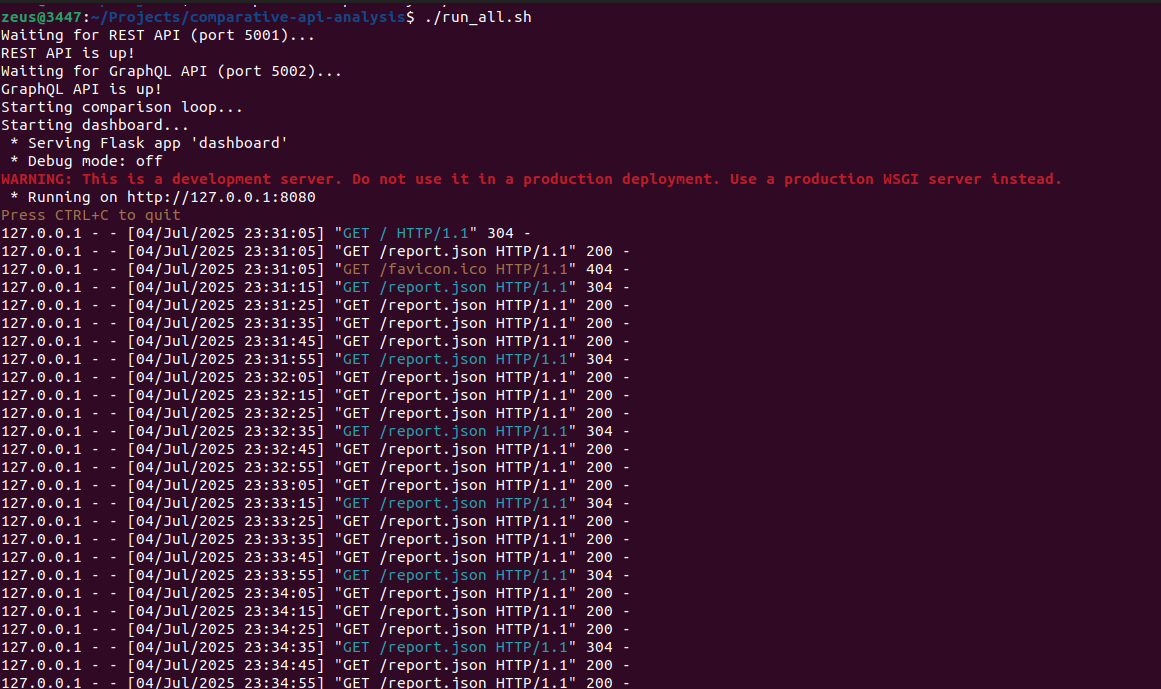 zeus@3447:~/Projects/comparative-api-analysis$ ./run_all.sh
Waiting for REST API (port 5001)...
REST API is up!
Waiting for GraphQL API (port 5002)...
GraphQL API is up!
Starting comparison loop...
Starting dashboard...
 * Serving Flask app 'dashboard'
 * Debug mode: off
WARNING: This is a development server. Do not use it in a production deployment. Use a production WSGI server instead.
 * Running on http://127.0.0.1:8080
Press CTRL+C to quit
127.0.0.1 - - [04/Jul/2025 23:31:05] "GET / HTTP/1.1" 304 -
127.0.0.1 - - [04/Jul/2025 23:31:05] "GET /report.json HTTP/1.1" 200 -
127.0.0.1 - - [04/Jul/2025 23:31:05] "GET /favicon.ico HTTP/1.1" 404 -
127.0.0.1 - - [04/Jul/2025 23:31:15] "GET /report.json HTTP/1.1" 304 -
127.0.0.1 - - [04/Jul/2025 23:31:25] "GET /report.json HTTP/1.1" 200 -
127.0.0.1 - - [04/Jul/2025 23:31:35] "GET /report.json HTTP/1.1" 200 -
127.0.0.1 - - [04/Jul/2025 23:31:45] "GET /report.json HTTP/1.1" 200 -
127.0.0.1 - - [04/Jul/2025 23:31:55] "GET /report.json HTTP/1.1" 304 -
127.0.0.1 - - [04/Jul/2025 23:32:05] "GET /report.json HTTP/1.1" 200 -
127.0.0.1 - - [04/Jul/2025 23:32:15] "GET /report.json HTTP/1.1" 200 -
127.0.0.1 - - [04/Jul/2025 23:32:25] "GET /report.json HTTP/1.1" 200 -
127.0.0.1 - - [04/Jul/2025 23:32:35] "GET /report.json HTTP/1.1" 304 -
127.0.0.1 - - [04/Jul/2025 23:32:45] "GET /report.json HTTP/1.1" 200 -
127.0.0.1 - - [04/Jul/2025 23:32:55] "GET /report.json HTTP/1.1" 200 -
127.0.0.1 - - [04/Jul/2025 23:33:05] "GET /report.json HTTP/1.1" 200 -
127.0.0.1 - - [04/Jul/2025 23:33:15] "GET /report.json HTTP/1.1" 304 -
127.0.0.1 - - [04/Jul/2025 23:33:25] "GET /report.json HTTP/1.1" 200 -
127.0.0.1 - - [04/Jul/2025 23:33:35] "GET /report.json HTTP/1.1" 200 -
127.0.0.1 - - [04/Jul/2025 23:33:45] "GET /report.json HTTP/1.1" 200 -
127.0.0.1 - - [04/Jul/2025 23:33:55] "GET /report.json HTTP/1.1" 304 -
127.0.0.1 - - [04/Jul/2025 23:34:05] "GET /report.json HTTP/1.1" 200 -
127.0.0.1 - - [04/Jul/2025 23:34:15] "GET /report.json HTTP/1.1" 200 -
127.0.0.1 - - [04/Jul/2025 23:34:25] "GET /report.json HTTP/1.1" 200 -
127.0.0.1 - - [04/Jul/2025 23:34:35] "GET /report.json HTTP/1.1" 304 -
127.0.0.1 - - [04/Jul/2025 23:34:45] "GET /report.json HTTP/1.1" 200 -
127.0.0.1 - - [04/Jul/2025 23:34:55] "GET /report.json HTTP/1.1" 200 -